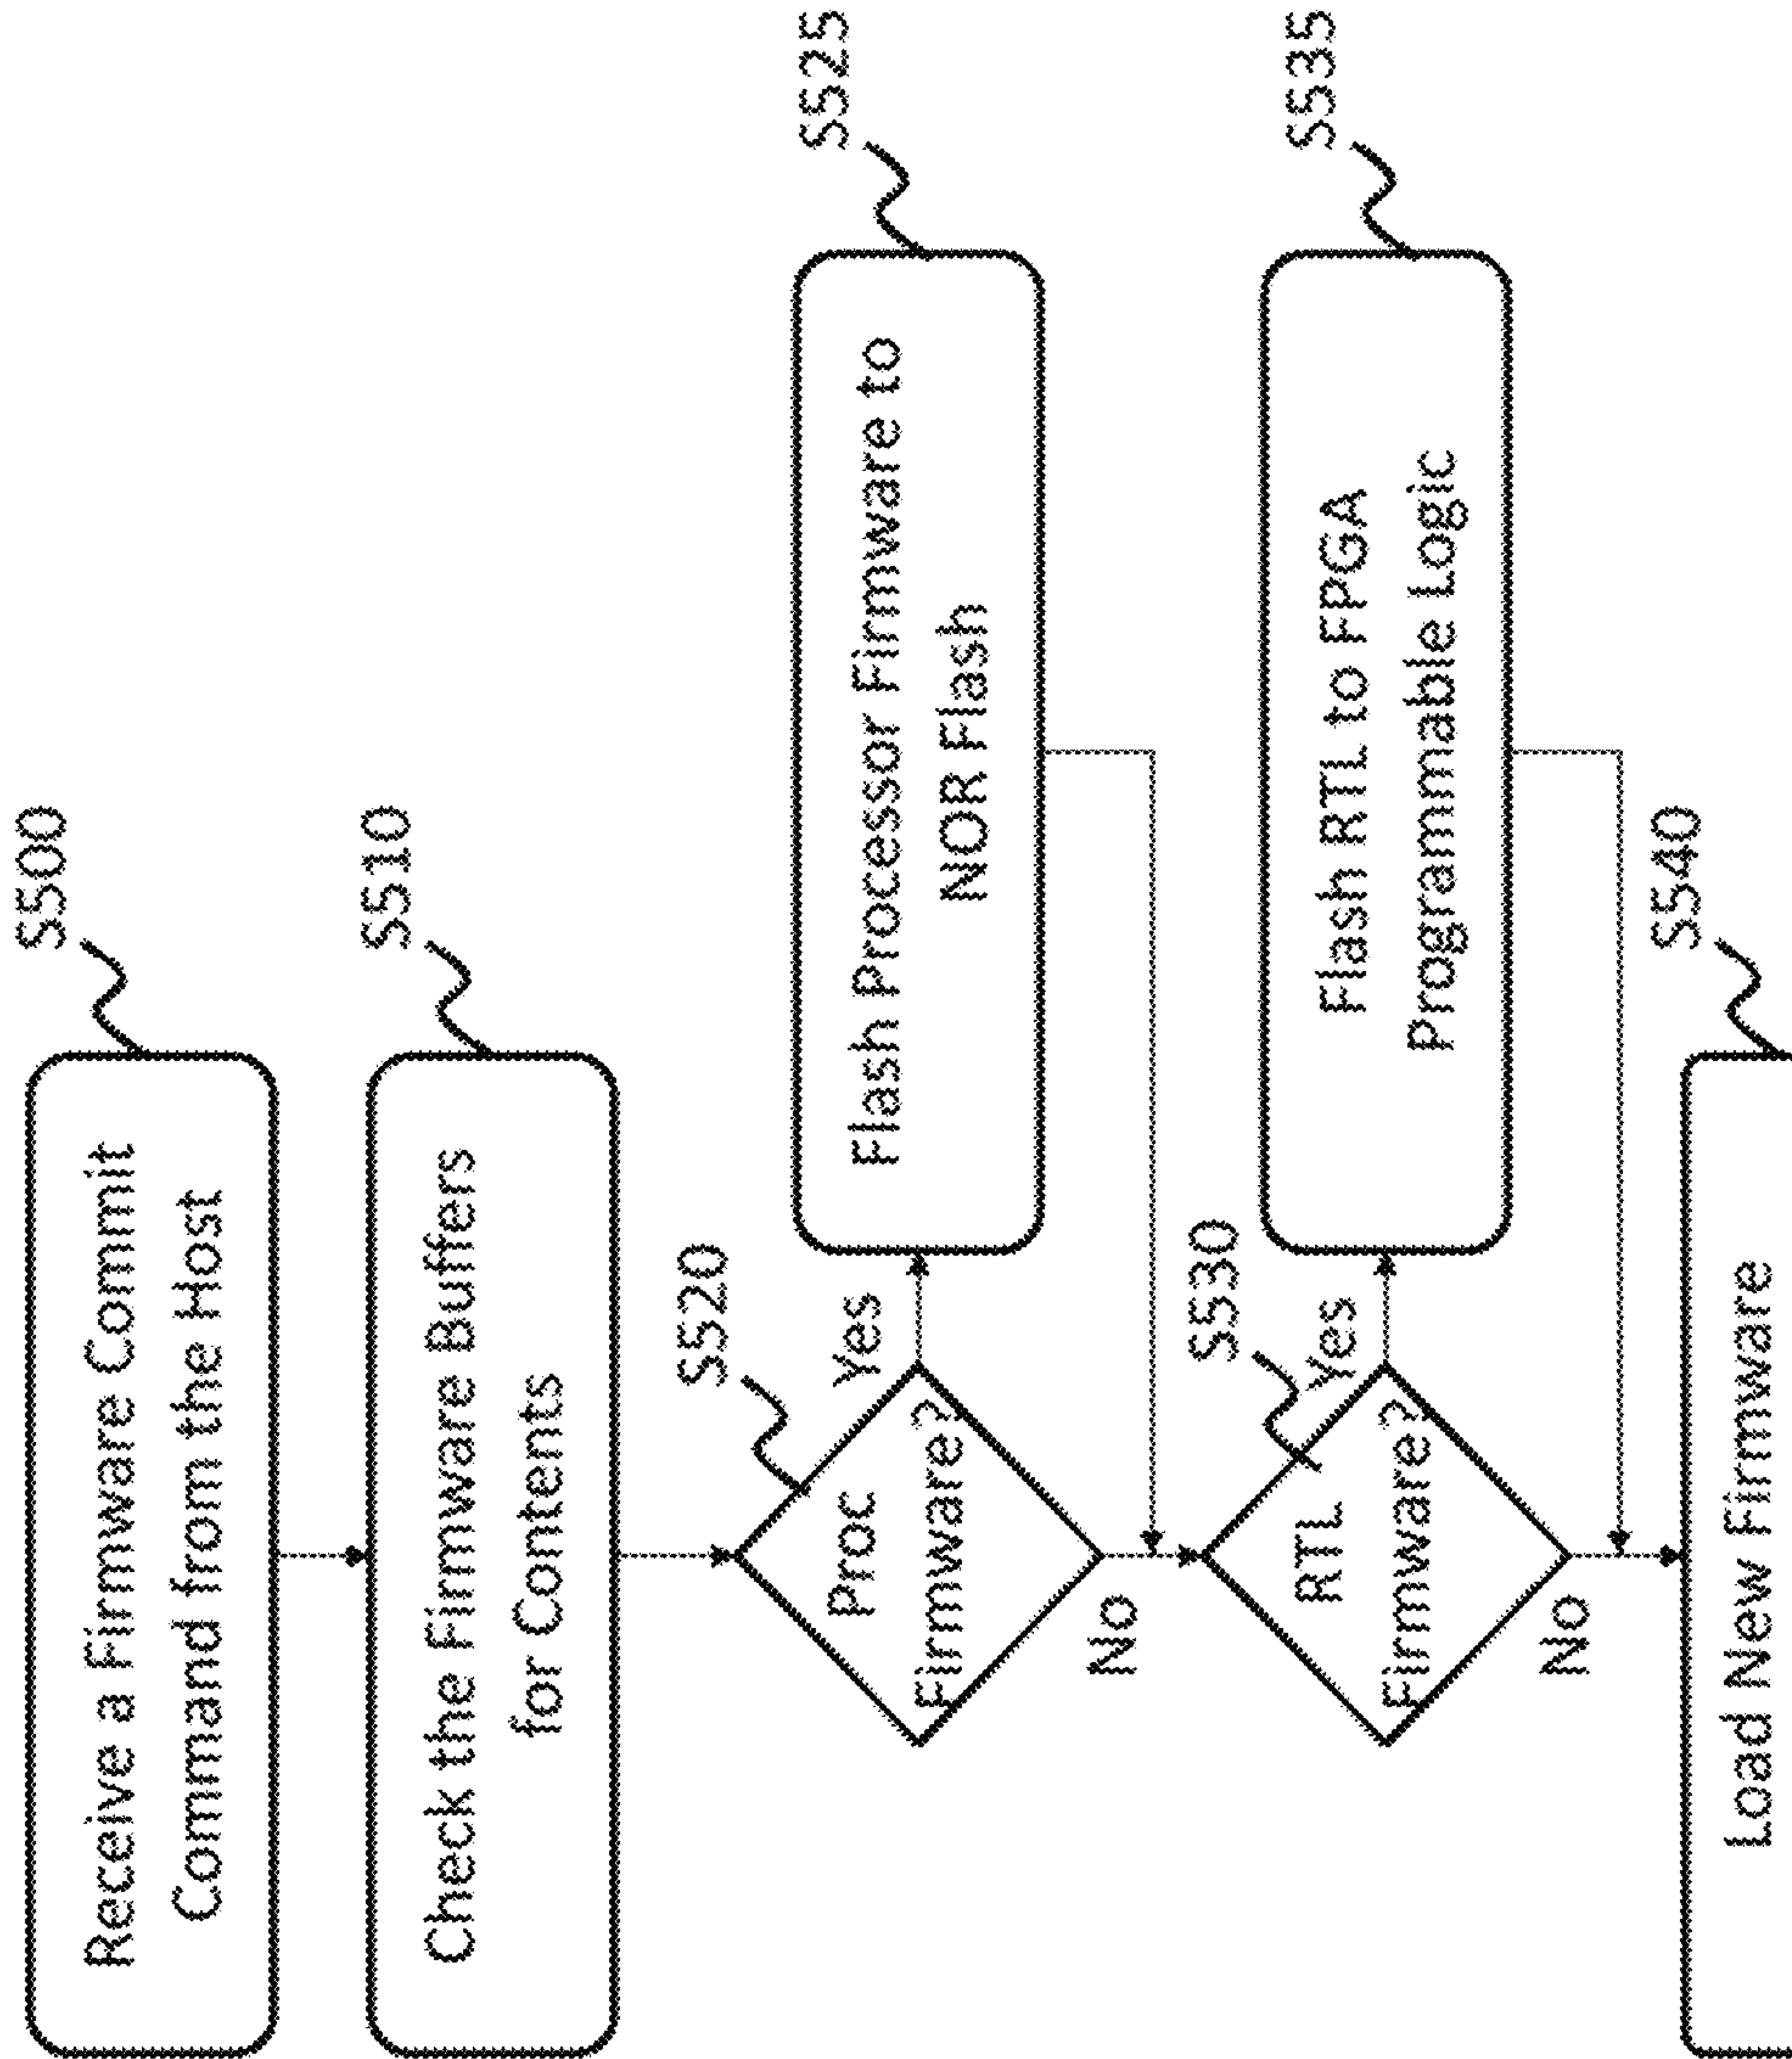 S500
Receive a Firmware Commit
Command from the Host
S510
Check the Firmware Buffers
for Contents
S520
Proc
Firmware?
Yes
No
S525
Flash Processor Firmware to
NOR Flash
S530
RTL
Firmware?
Yes
No
S535
Flash RTL to FPGA
Programmable Logic
S540
Load New Firmware